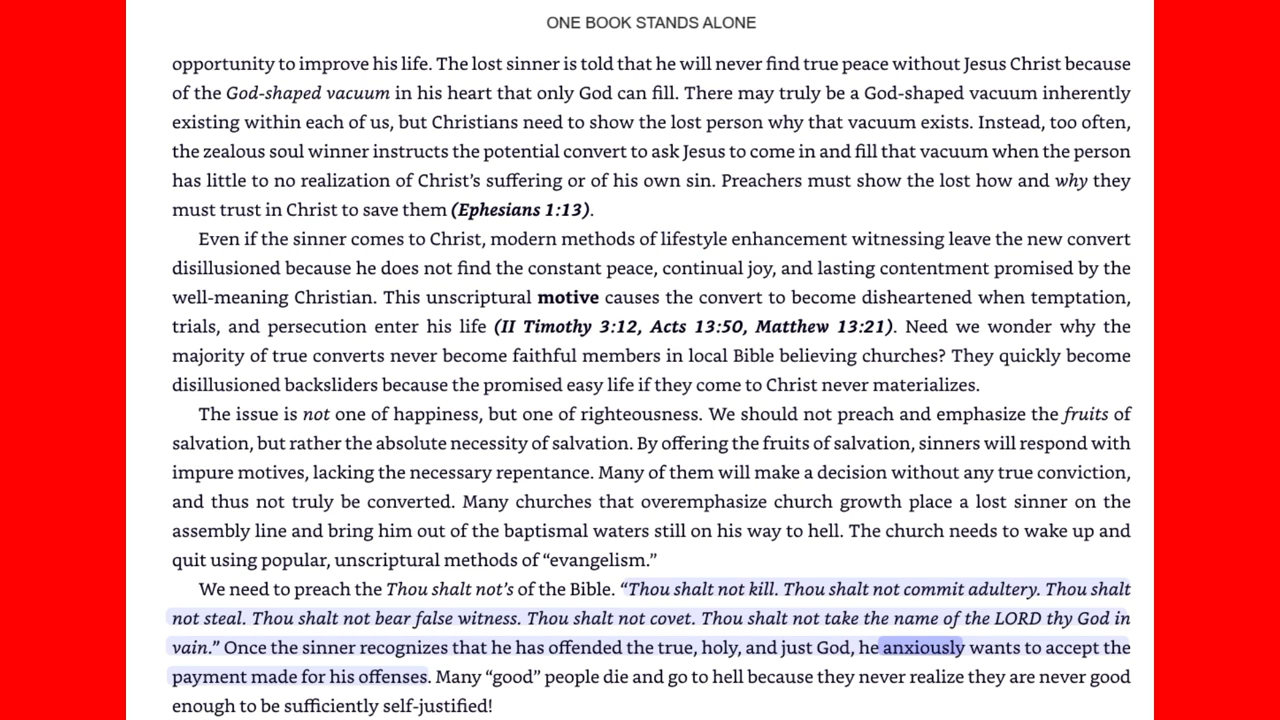 ONE BOOK STANDS ALONE
opportunity to improve his life. The lost sinner is told that he will never find true peace without Jesus Christ because
of the God-shaped vacuum in his heart that only God can fill. There may truly be a God-shaped vacuum inherently
existing within each of us, but Christians need to show the lost person why that vacuum exists. Instead, too often,
the zealous soul winner instructs the potential convert to ask Jesus to come in and fill that vacuum when the person
has little to no realization of Christ's suffering or of his own sin. Preachers must show the lost how and why they
must trust in Christ to save them (Ephesians 1:13).
Even if the sinner comes to Christ, modern methods of lifestyle enhancement witnessing leave the new convert
disillusioned because he does not find the constant peace, continual joy, and lasting contentment promised by the
well-meaning Christian. This unscriptural motive causes the convert to become disheartened when temptation,
trials, and persecution enter his life (II Timothy 3:12, Acts 13:50, Matthew 13:21). Need we wonder why the
majority of true converts never become faithful members in local Bible believing churches? They quickly become
disillusioned backsliders because the promised easy life if they come to Christ never materializes.
The issue is not one of happiness, but one of righteousness. We should not preach and emphasize the fruits of
salvation, but rather the absolute necessity of salvation. By offering the fruits of salvation, sinners will respond with
impure motives, lacking the necessary repentance. Many of them will make a decision without any true conviction,
and thus not truly be converted. Many churches that overemphasize church growth place a lost sinner on the
assembly line and bring him out of the baptismal waters still on his way to hell. The church needs to wake up and
quit using popular, unscriptural methods of “evangelism.”
We need to preach the Thou shalt not's of the Bible. “Thou shalt not kill. Thou shalt not commit adultery. Thou shalt
not steal. Thou shalt not bear false witness. Thou shalt not covet. Thou shalt not take the name of the LORD thy God in
vain.” Once the sinner recognizes that he has offended the true, holy, and just God, he anxiously wants to accept the
payment made for his offenses. Many “good” people die and go to hell because they never realize they are never good
enough to be sufficiently self-justified!